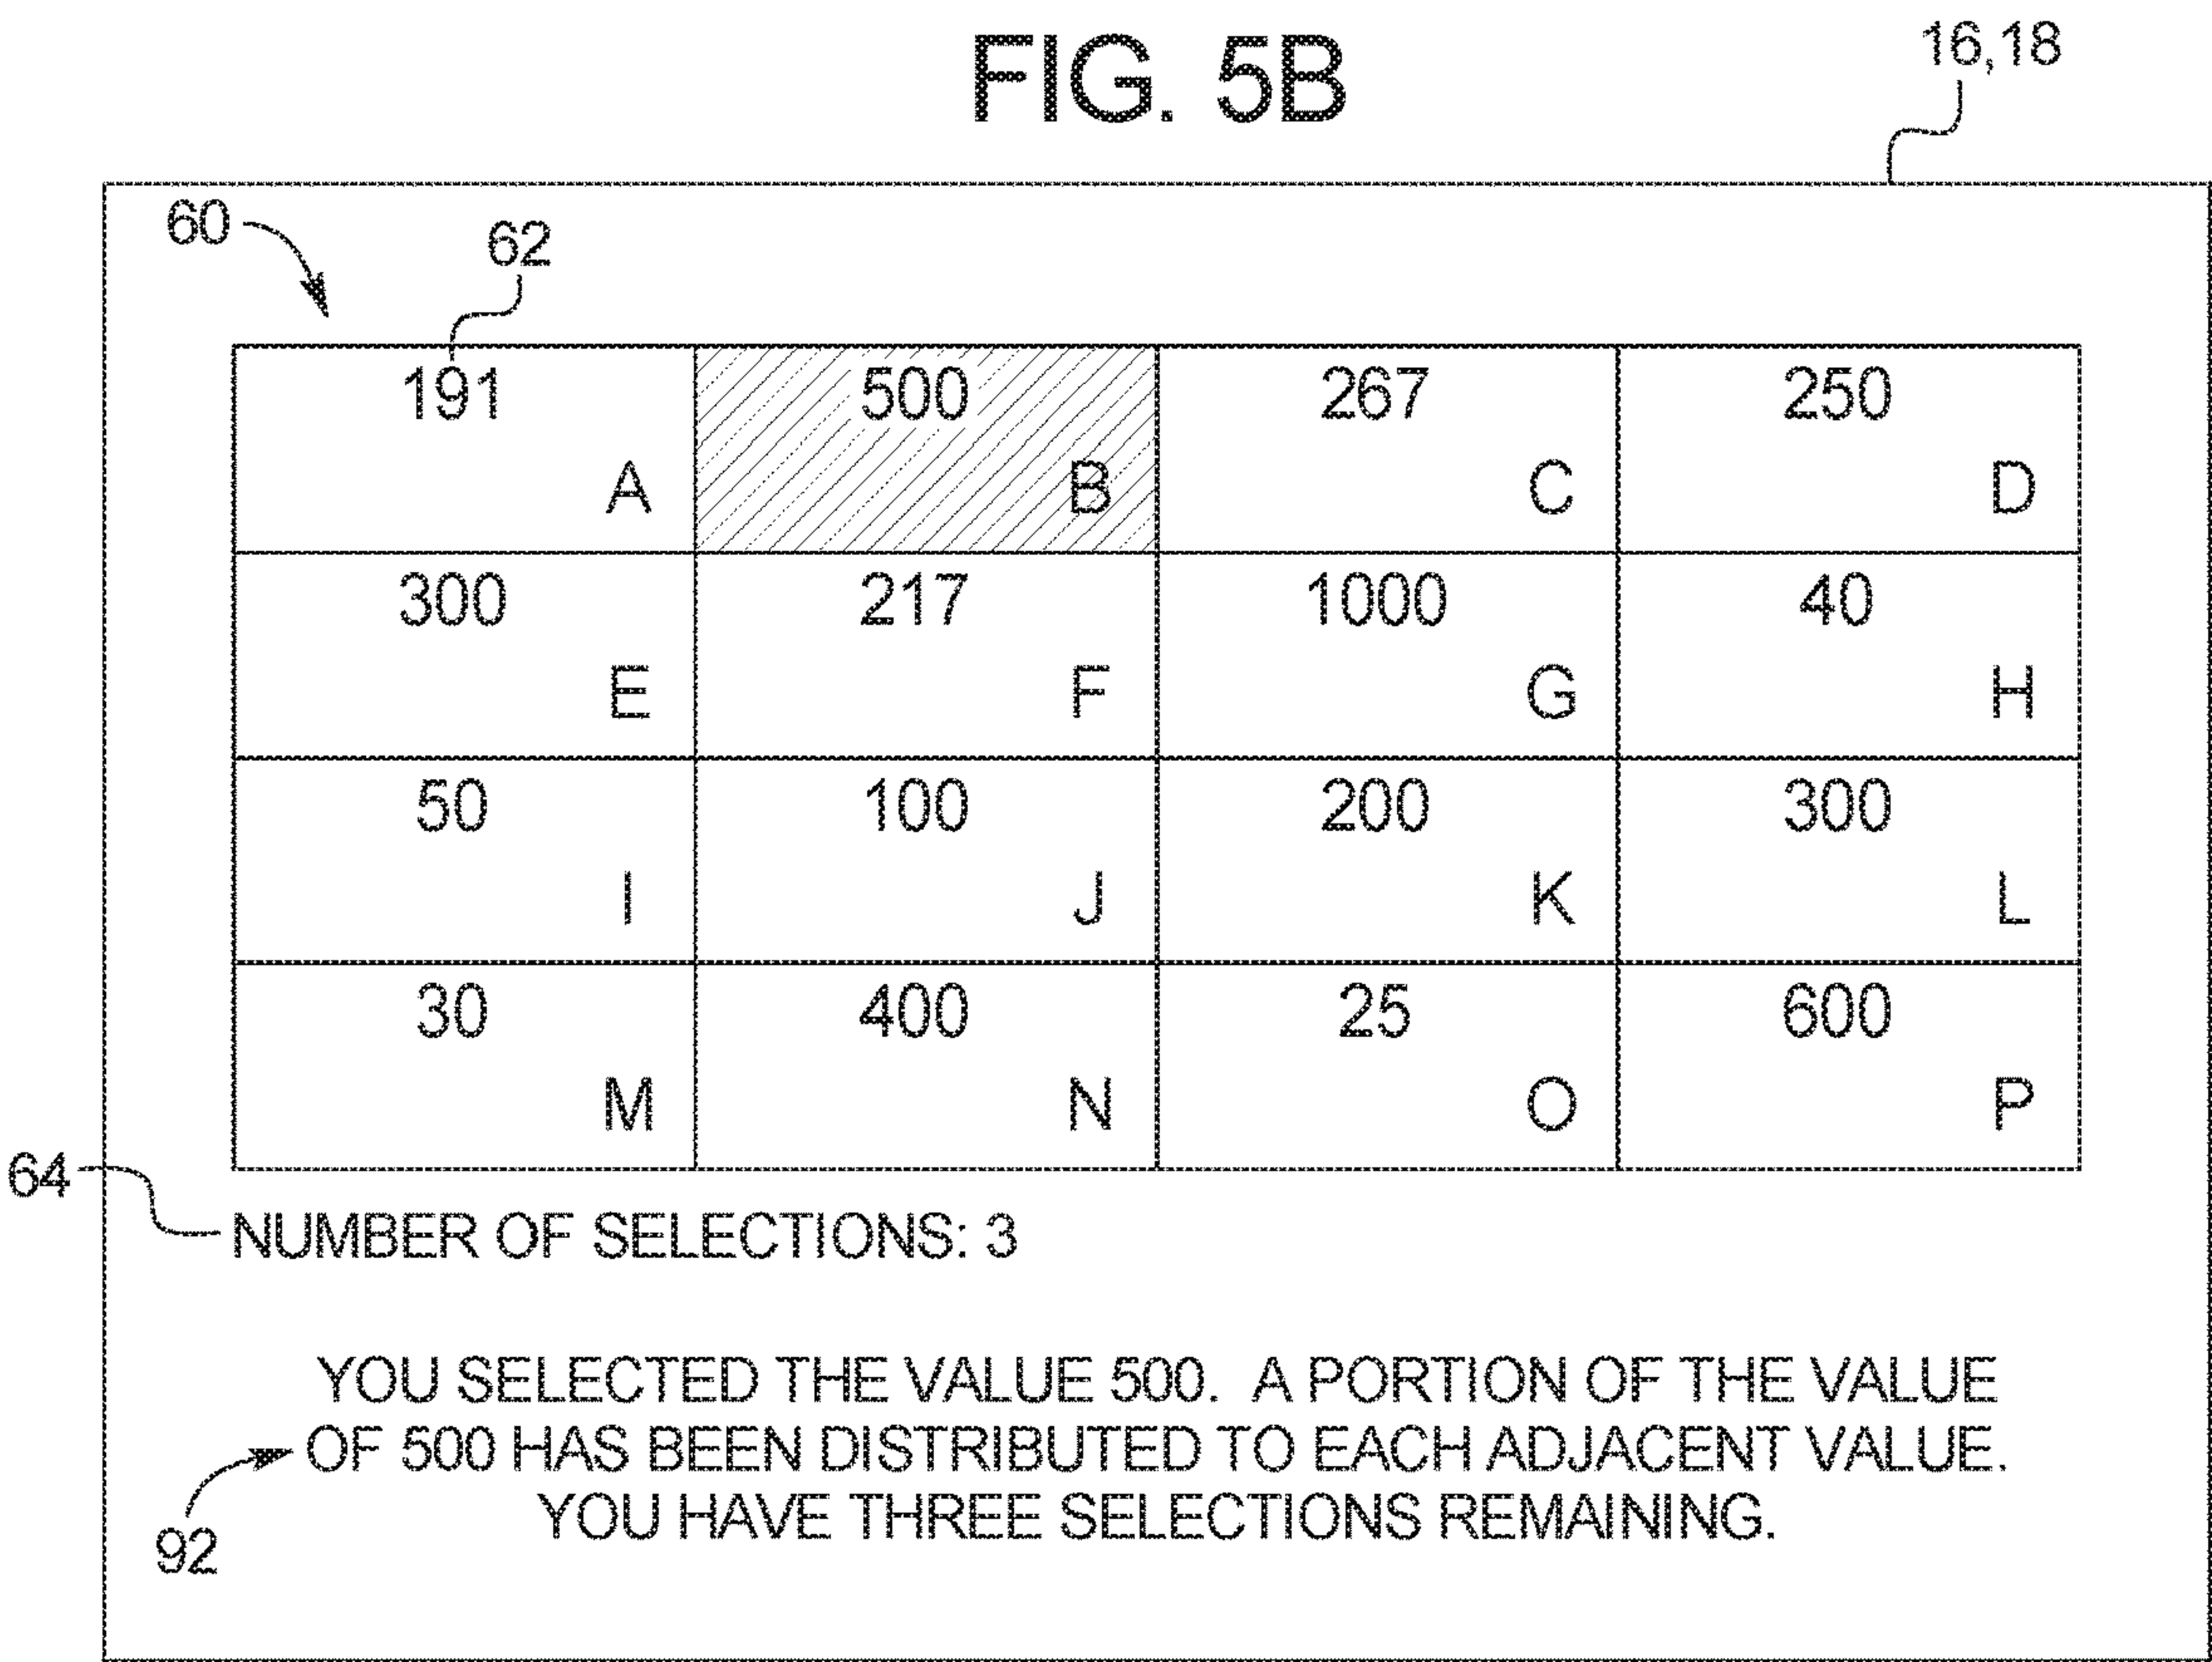 FIG. 5B
16,18
60
62
191 500 267 250
A B C D
300 217 1000 40
E F G H
50 100 200 300
I J K L
30 400 25 600
M N O P
64
NUMBER OF SELECTIONS: 3
YOU SELECTED THE VALUE 500. A PORTION OF THE VALUE
OF 500 HAS BEEN DISTRIBUTED TO EACH ADJACENT VALUE.
YOU HAVE THREE SELECTIONS REMAINING.
92